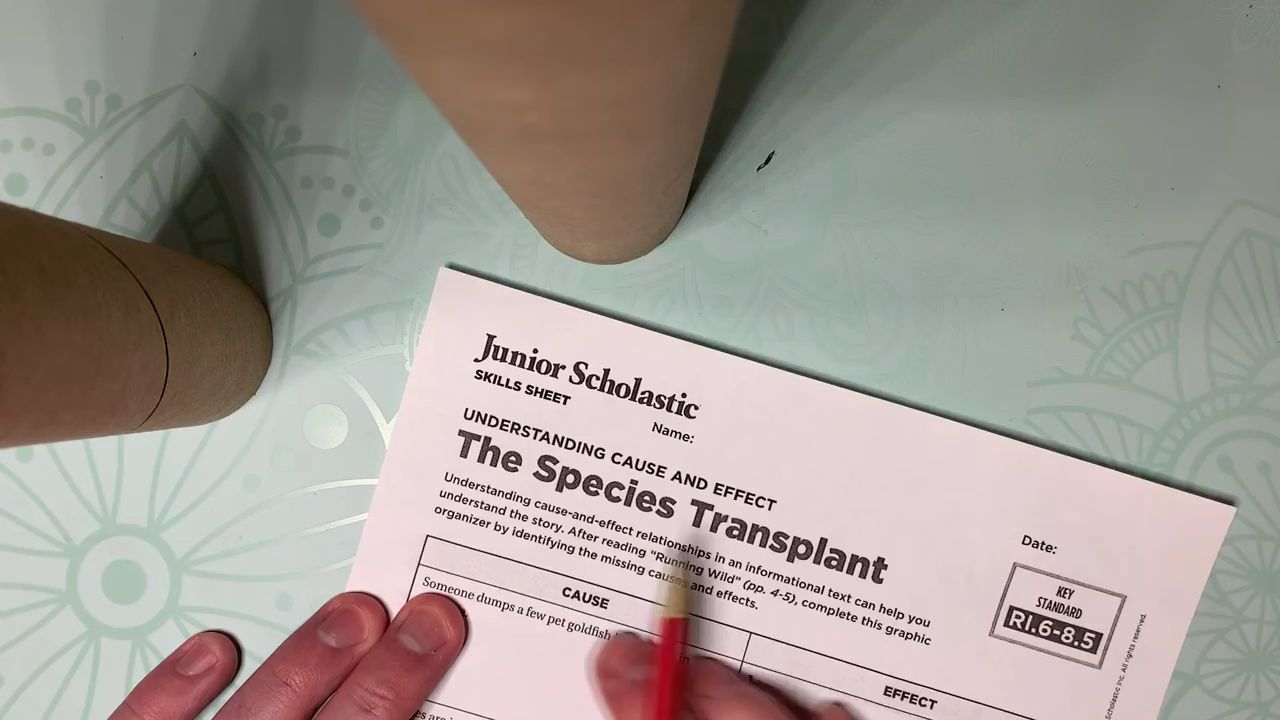 Junior Scholastic
SKILLS SHEET
Name:
Date:
UNDERSTANDING CAUSE AND EFFECT
The Species Transplant
Understanding cause-and-effect relationships in an informational text can help you
understand the story. After reading "Running Wild" (pp. 4-5), complete this graphic
organizer by identifying the missing causes and effects.
KEY
STANDARD
RI.6-8.5
CAUSE
EFFECT
Someone dumps a few pet goldfish
Scholastic Inc. All rights reserved.